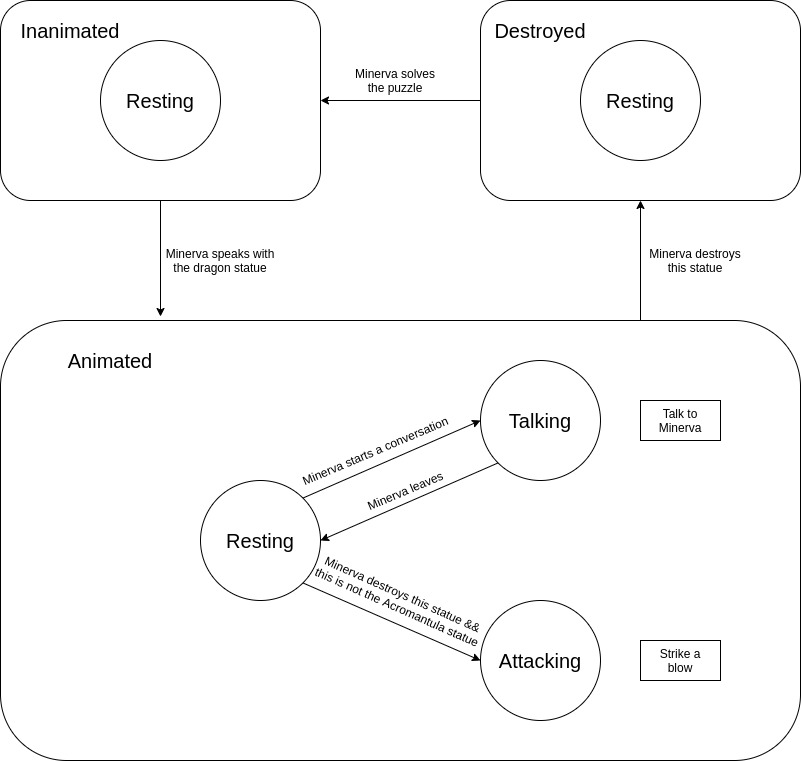 Inanimated
Resting
Minerva solves
the puzzle
Destroyed
Resting
Minerva speaks with
the dragon statue
Minerva destroys
this statue
Animated
Talking
Talk to
Minerva
Minerva starts a conversation
Minerva leaves
Resting
Minerva destroys this statue &&
this is not the Acromantula statue
Attacking
Strike a
blow